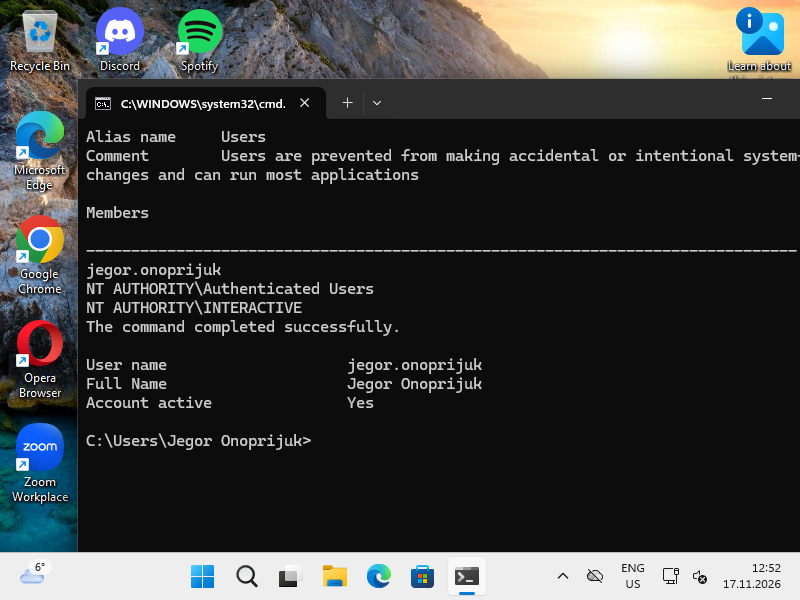 Recycle Bin
Discord
Spotify
Learn about
Microsoft
Edge
Google
Chrome
Opera
Browser
zoom
Zoom
Workplace
C:\WINDOWS\system32\cmd.
Alias name Users
Comment Users are prevented from making accidental or intentional system-
changes and can run most applications
Members
-------------------------------------------------------------------------------
jegor.onoprijuk
NT AUTHORITY\Authenticated Users
NT AUTHORITY\INTERACTIVE
The command completed successfully.
User name jegor.onoprijuk
Full Name Jegor Onoprijuk
Account active Yes
C:\Users\Jegor Onoprijuk>
6°
ENG
US
12:52
17.11.2026